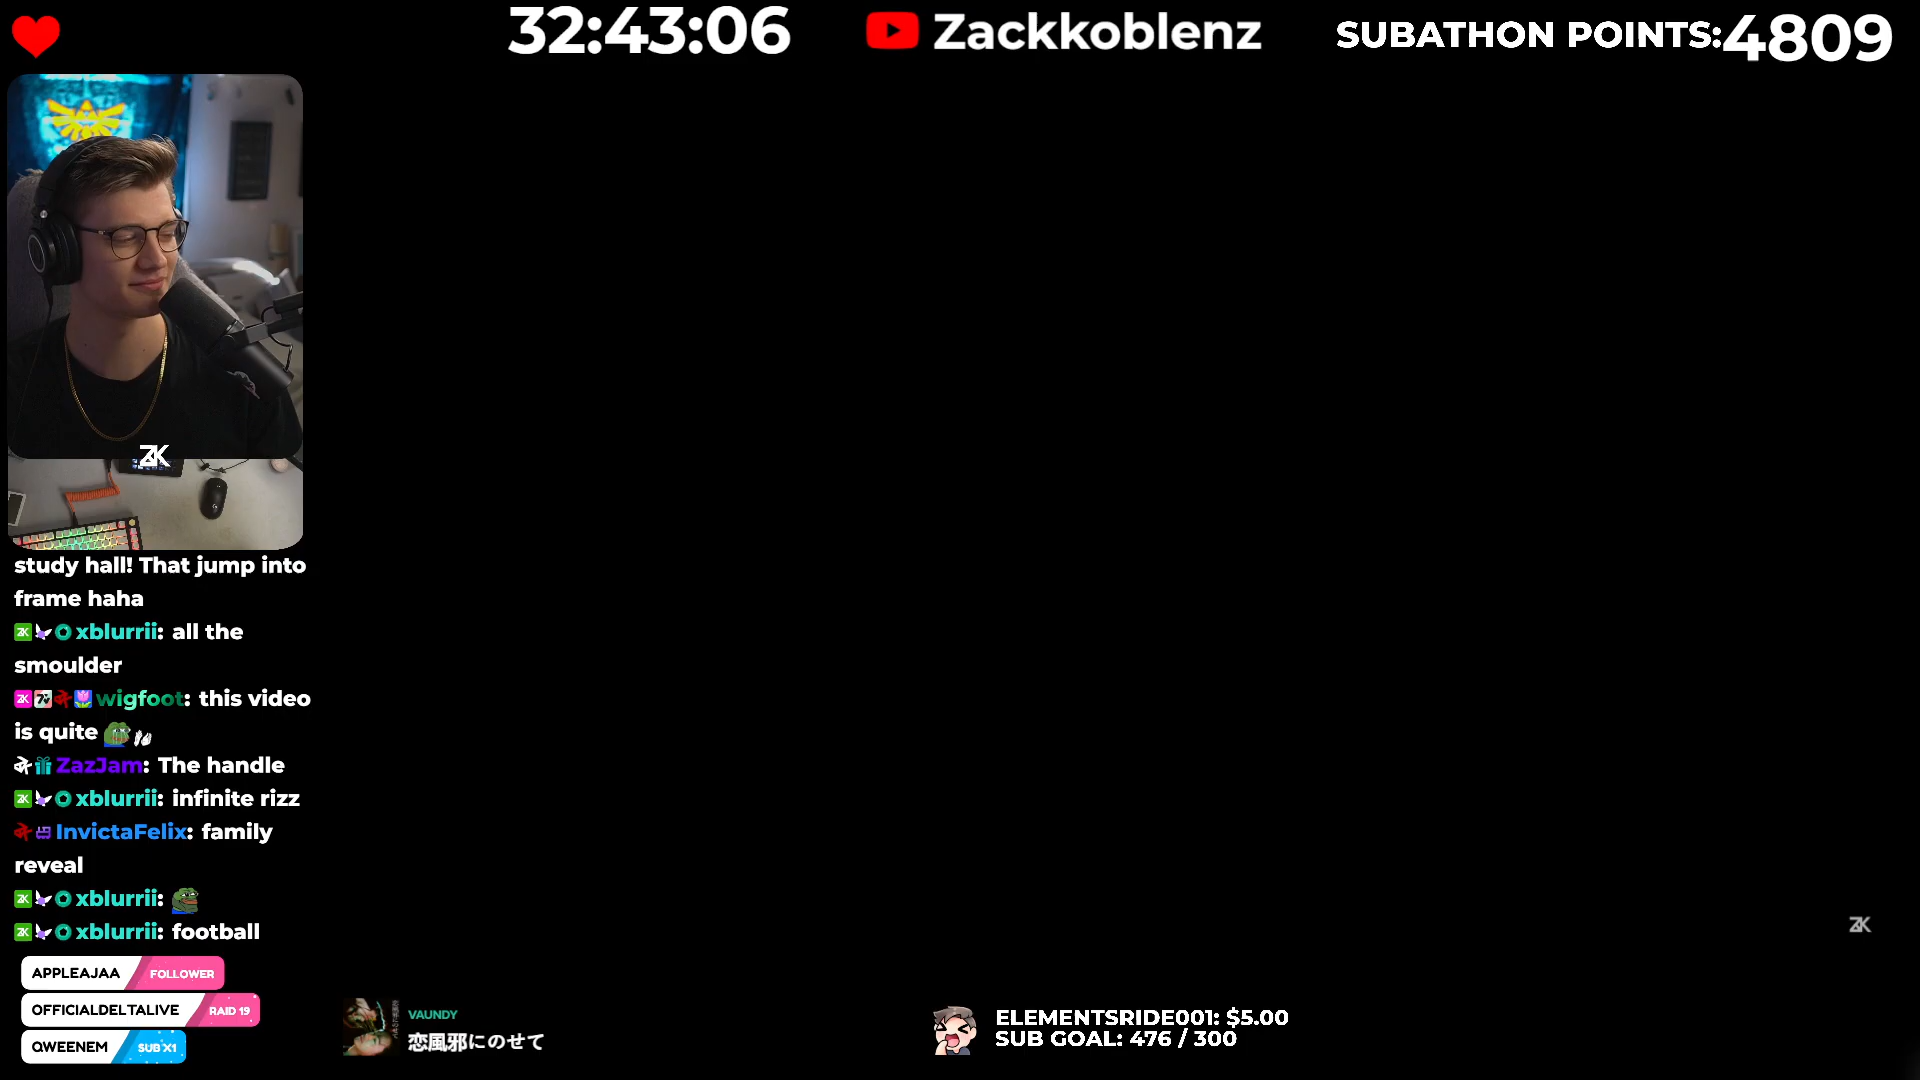 32:43:06
Zackkoblenz
SUBATHON POINTS:4809
ZK
study hall! That jump into
frame haha
xblurrii: all the
smoulder
wigfoot: this video
is quite
ZazJam: The handle
xblurrii: infinite rizz
InvictaFelix: family
reveal
xblurrii:
xblurrii: football
APPLEAJAA FOLLOWER
OFFICIALDELTALIVE RAID 19
QWEENEM SUB X1
VAUNDY
恋風邪にのせて
ELEMENTSRIDE001: $5.00
SUB GOAL: 476 / 300
ZK